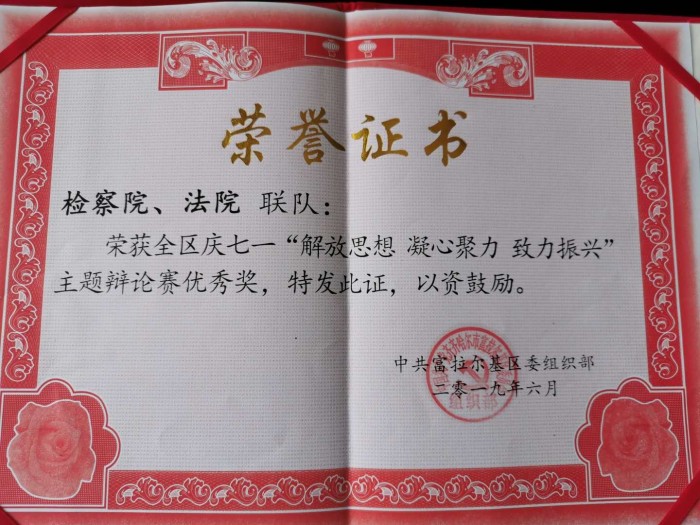 荣誉证书
检察院、法院 联队：
荣获全区庆七一“解放思想 凝心聚力 致力振兴”
主题辩论赛优秀奖，特发此证，以资鼓励。
中共富拉尔基区委组织部
二零一九年六月
组织部